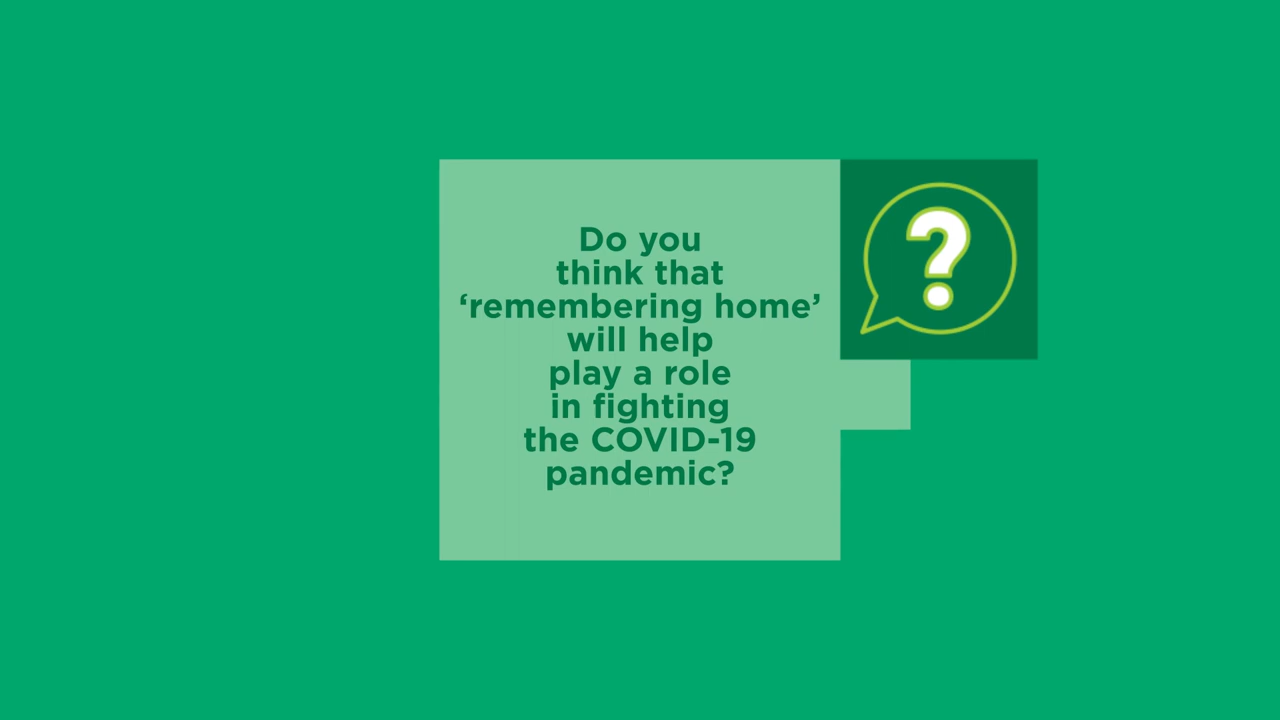 Do you
think that
‘remembering home’
will help
play a role
in fighting
the COVID-19
pandemic?
?